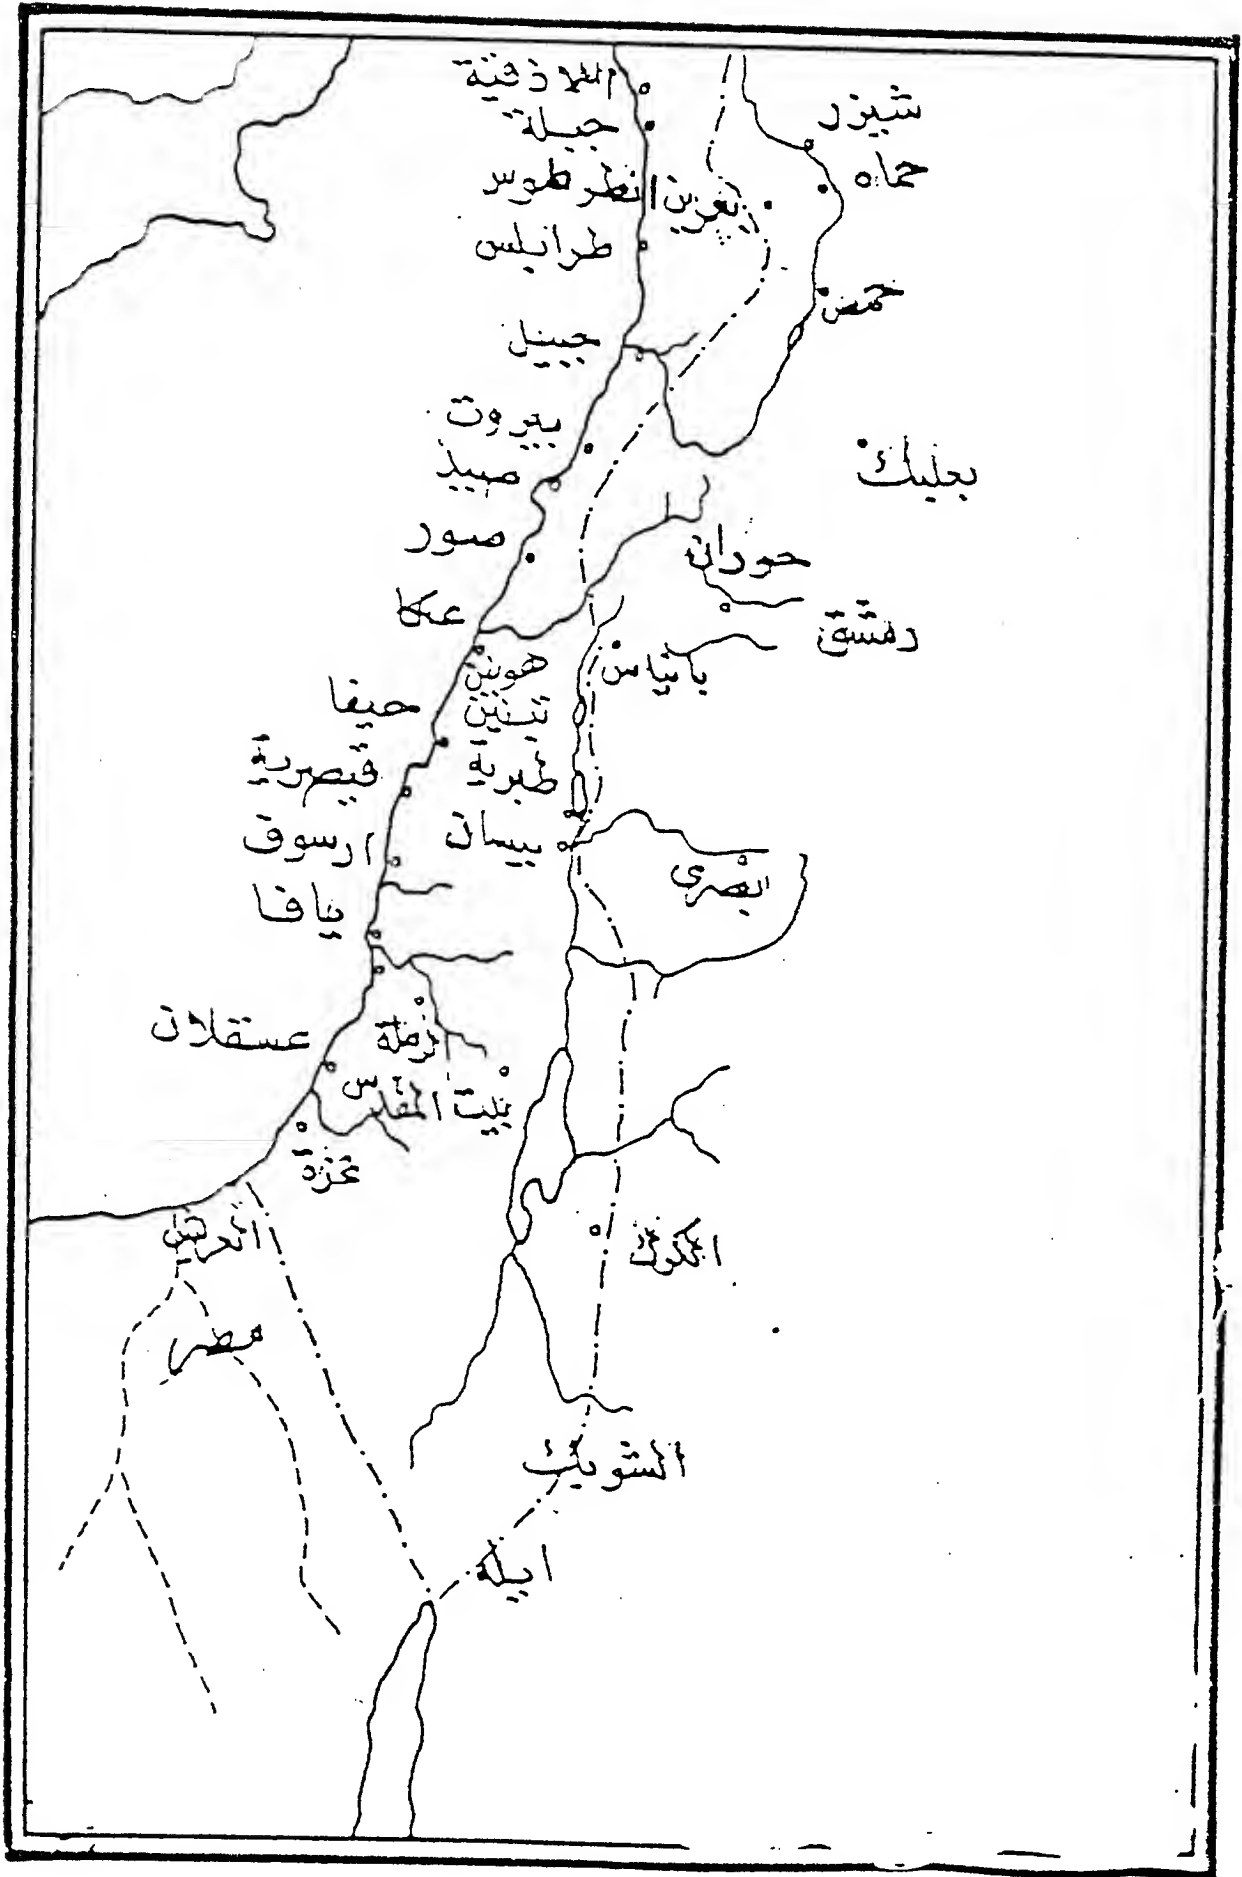 اللاذقية
شيزر
جبلة
حماه
انطرطوس
بعرين
طرابلس
حمص
جبيل
بيروت
بعلبك
صيدا
صور
حوران
عكا
دمشق
هونين
بانياس
حيفا
تبنين
قيصرية
طبرية
ارسوف
بيسان
بصرى
يافا
عسقلان
الرملة
بيت المقدس
غزة
العريش
الكرك
مصر
الشوبك
ايلة